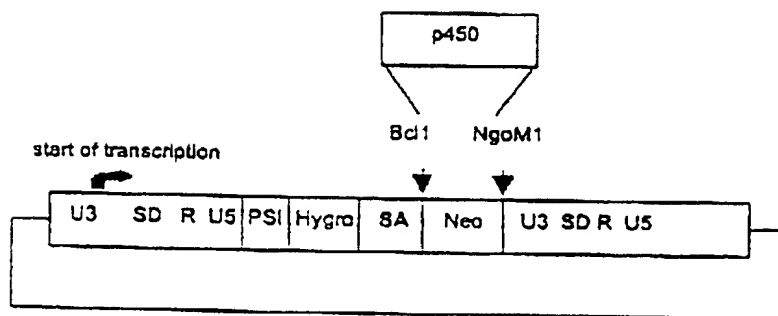 p450
Bcl1 NgoM1
start of transcription
U3 SD R U5 PSI Hygro SA Neo U3 SD R U5